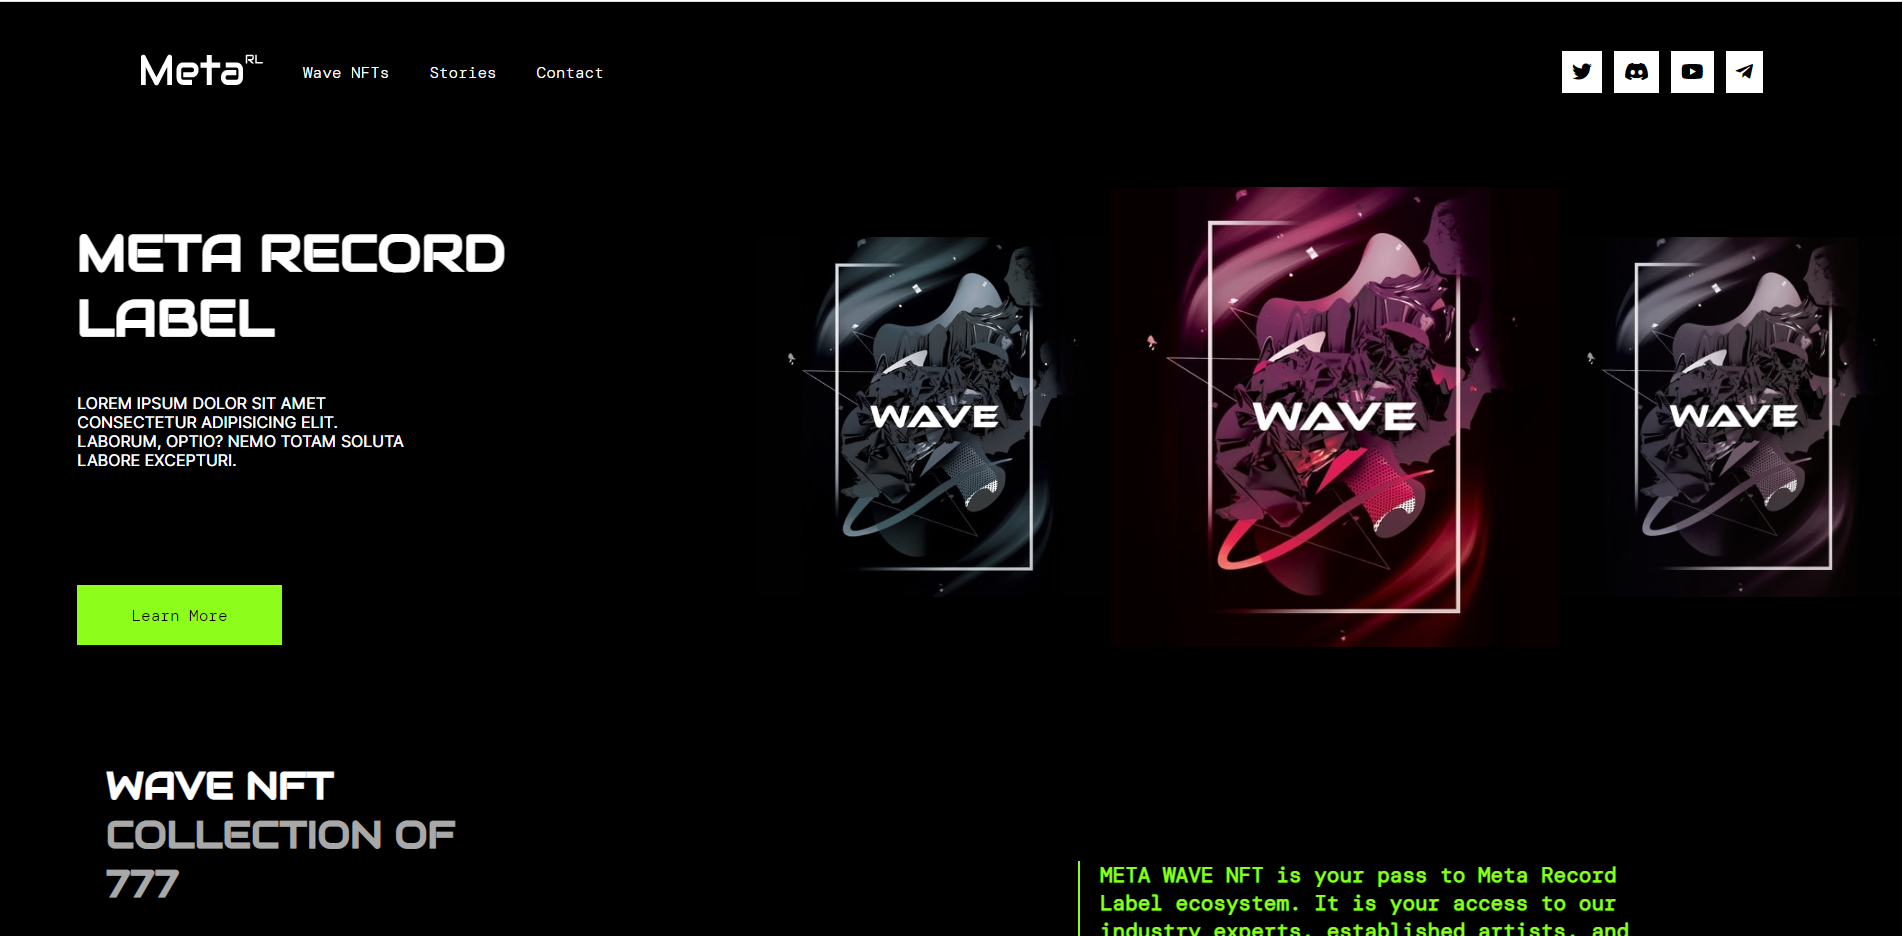 Meta RL
Wave NFTs
Stories
Contact
META RECORD
LABEL
LOREM IPSUM DOLOR SIT AMET
CONSECTETUR ADIPISICING ELIT.
LABORUM, OPTIO? NEMO TOTAM SOLUTA
LABORE EXCEPTURI.
Learn More
WAVE
WAVE
WAVE
WAVE NFT
COLLECTION OF
777
META WAVE NFT is your pass to Meta Record
Label ecosystem. It is your access to our
industry experts, established artists, and